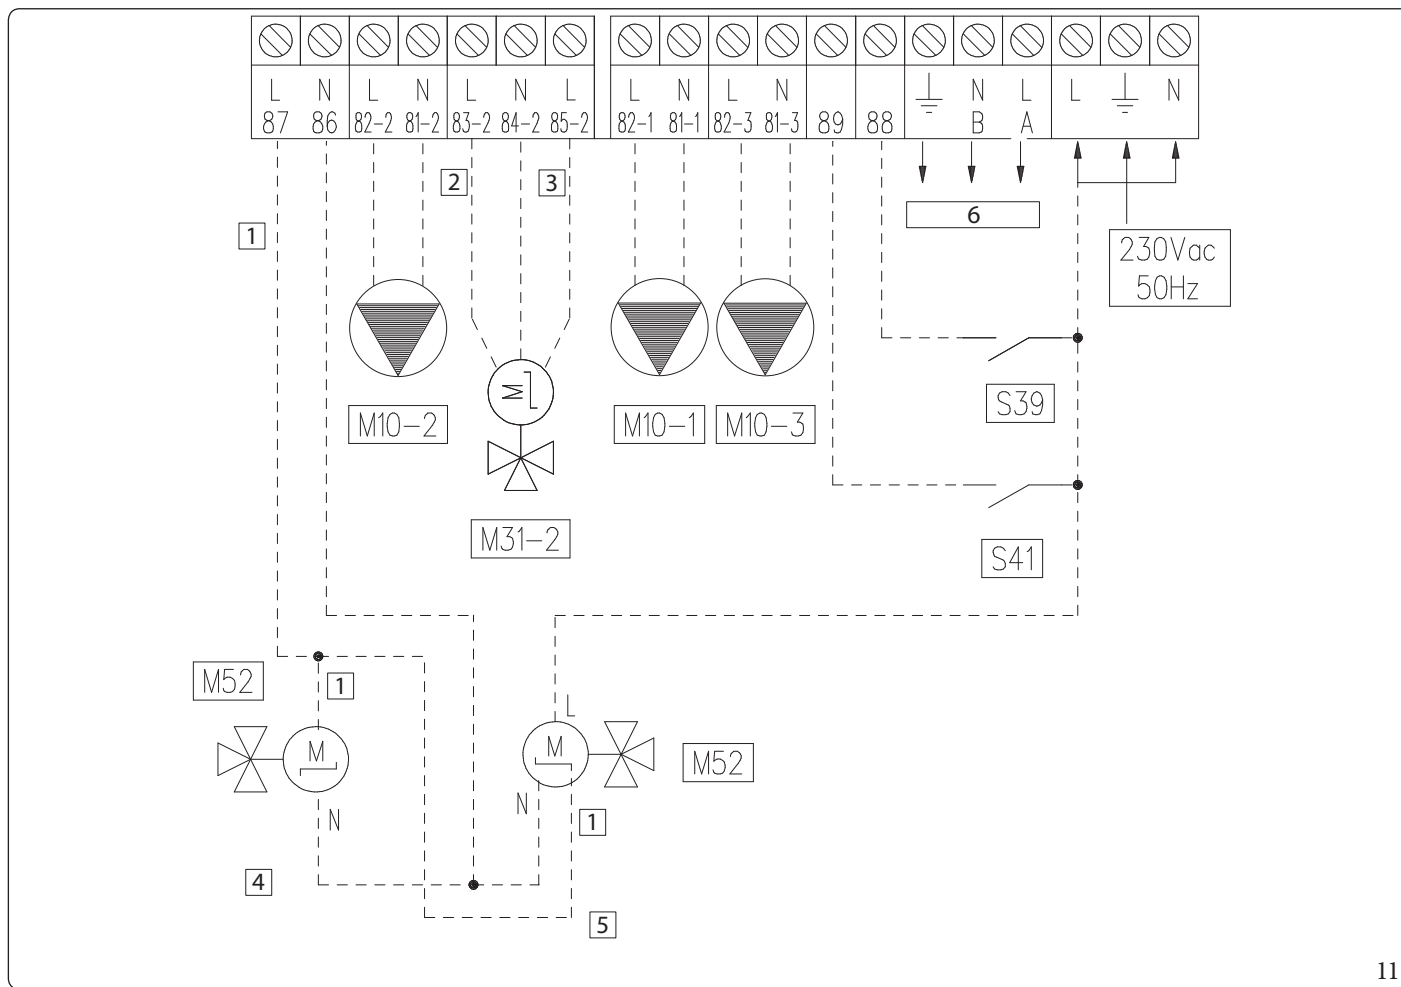 L N L N L N L L N L N N L L N
87 86 82-2 81-2 83-2 84-2 85-2 82-1 81-1 82-3 81-3 89 88 B A
2 3
1
6
230Vac
50Hz
S39
M10-2 M10-1 M10-3
M31-2
S41
M52
1
L
M
M
M
M52
N
N
1
4
5
11